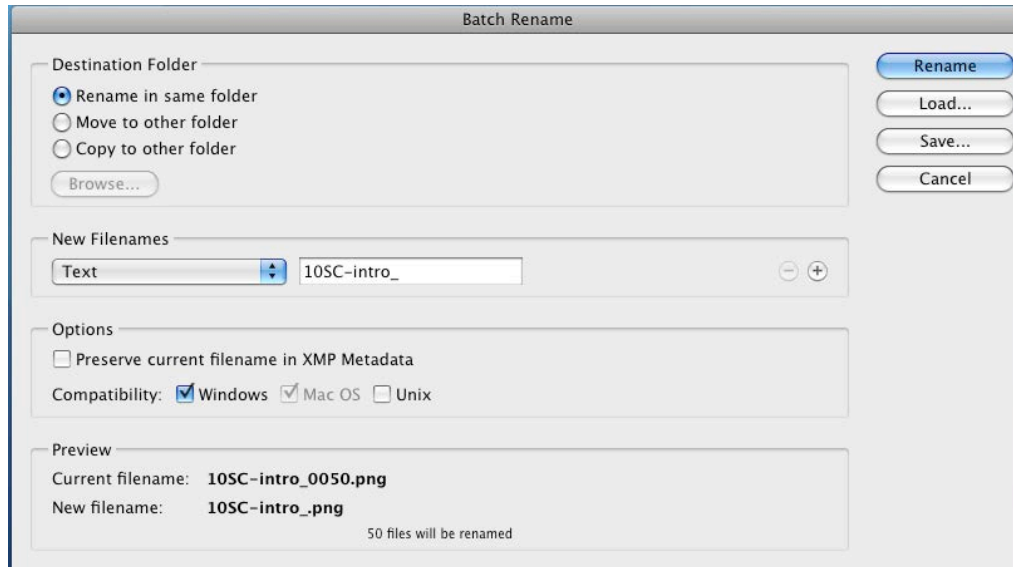 Batch Rename
Destination Folder
Rename in same folder
Move to other folder
Copy to other folder
Browse...
Rename
Load...
Save...
Cancel
New Filenames
Text 10SC-intro_
Options
Preserve current filename in XMP Metadata
Compatibility: Windows Mac OS Unix
Preview
Current filename: 10SC-intro_0050.png
New filename: 10SC-intro_.png
50 files will be renamed